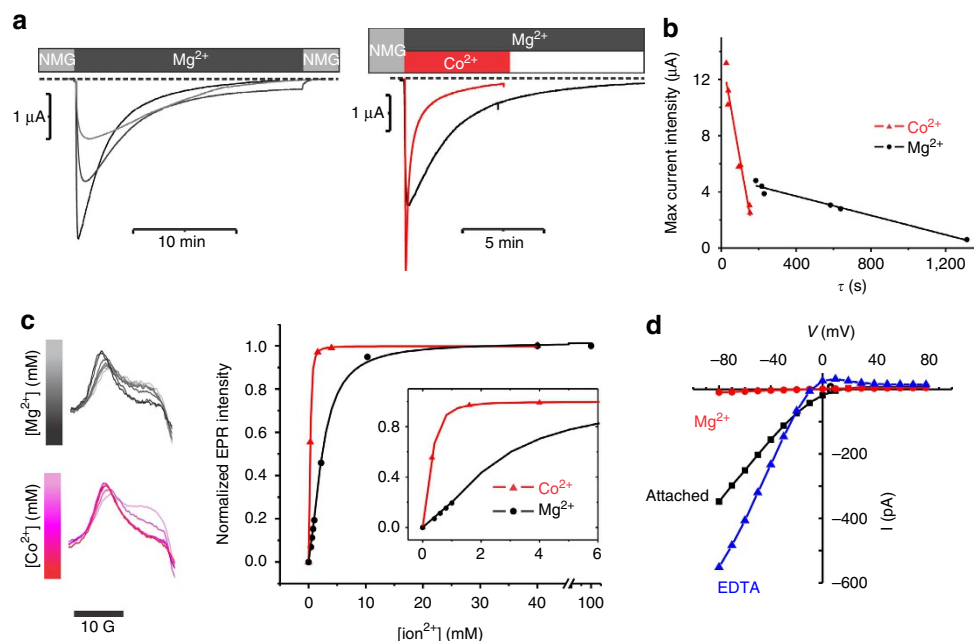 a
NMG Mg2+ NMG
1 μA
10 min
NMG Mg2+
Co2+
1 μA
5 min
b
Max current intensity (μA)
12
8
4
0
0 400 800 1,200
τ (s)
Co2+
Mg2+
c
[Mg2+] (mM)
[Co2+] (mM)
10 G
Normalized EPR intensity
1.0
0.8
0.6
0.4
0.2
0.0
0 10 20 30 40 100
[ion2+] (mM)
0.8
0.4
0.0
0 2 4 6
Co2+
Mg2+
d
V (mV)
–80 –40 0 40 80
Mg2+
–200
Attached
–400
I (pA)
EDTA
–600